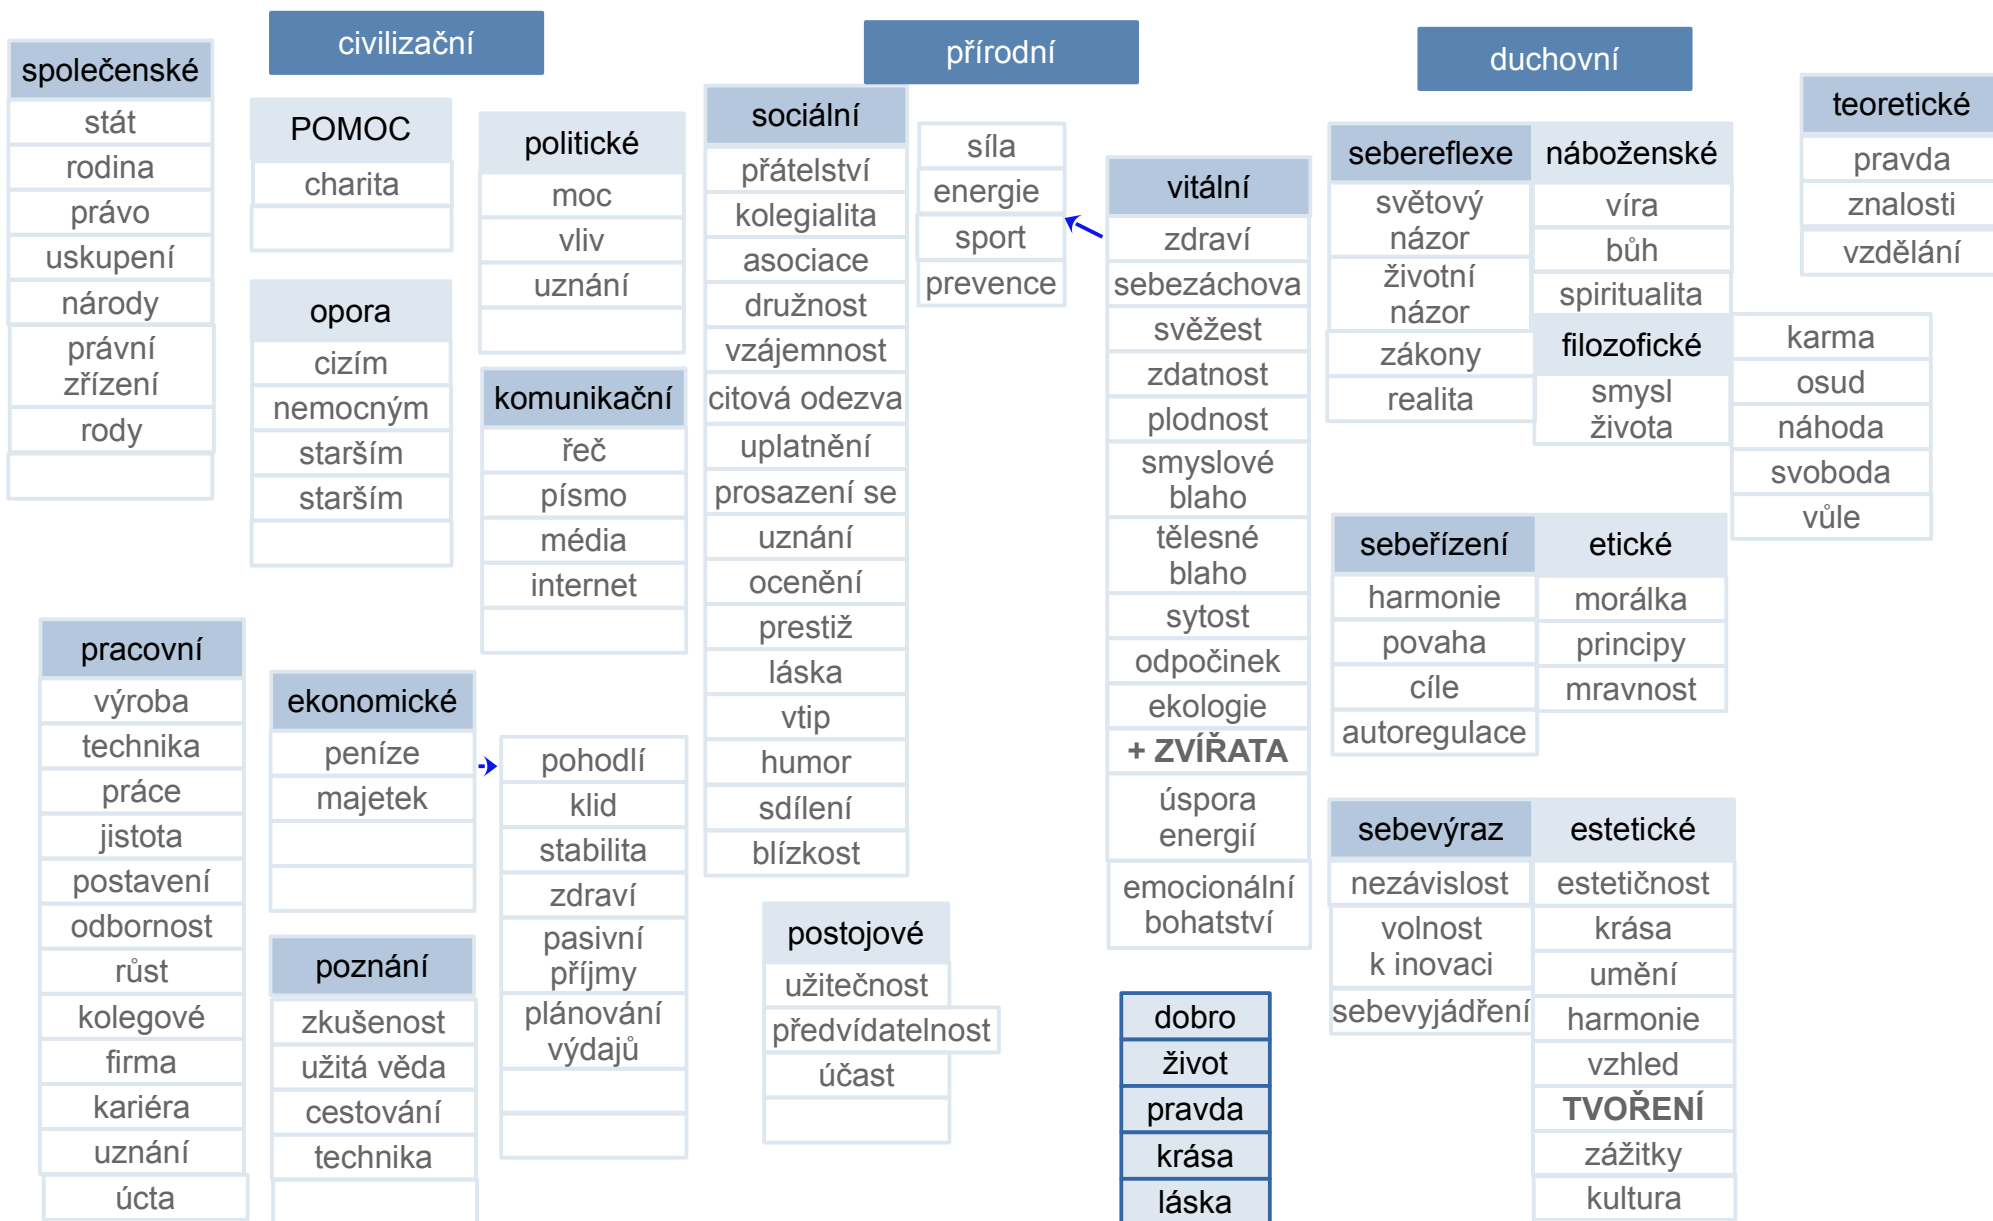 civilizační
přírodní
duchovní
společenské
stát
rodina
právo
uskupení
národy
právní
zřízení
rody
POMOC
charita
opora
cizím
nemocným
starším
starším
politické
moc
vliv
uznání
komunikační
řeč
písmo
média
internet
pracovní
výroba
technika
práce
jistota
postavení
odbornost
růst
kolegové
firma
kariéra
uznání
úcta
ekonomické
peníze
majetek
poznání
zkušenost
užitá věda
cestování
technika
pohodlí
klid
stabilita
zdraví
pasivní
příjmy
plánování
výdajů
sociální
přátelství
kolegialita
asociace
družnost
vzájemnost
citová odezva
uplatnění
prosazení se
uznání
ocenění
prestiž
láska
vtip
humor
sdílení
blízkost
postojové
užitečnost
předvídatelnost
účast
síla
energie
sport
prevence
vitální
zdraví
sebezáchova
svěžest
zdatnost
plodnost
smyslové
blaho
tělesné
blaho
sytost
odpočinek
ekologie
+ ZVÍŘATA
úspora
energií
emocionální
bohatství
dobro
život
pravda
krása
láska
sebereflexe
světový
názor
životní
názor
zákony
realita
náboženské
víra
bůh
spiritualita
filozofické
smysl
života
karma
osud
náhoda
svoboda
vůle
teoretické
pravda
znalosti
vzdělání
sebeřízení
harmonie
povaha
cíle
autoregulace
etické
morálka
principy
mravnost
sebevýraz
nezávislost
volnost
k inovaci
sebevyjádření
estetické
estetičnost
krása
umění
harmonie
vzhled
TVOŘENÍ
zážitky
kultura